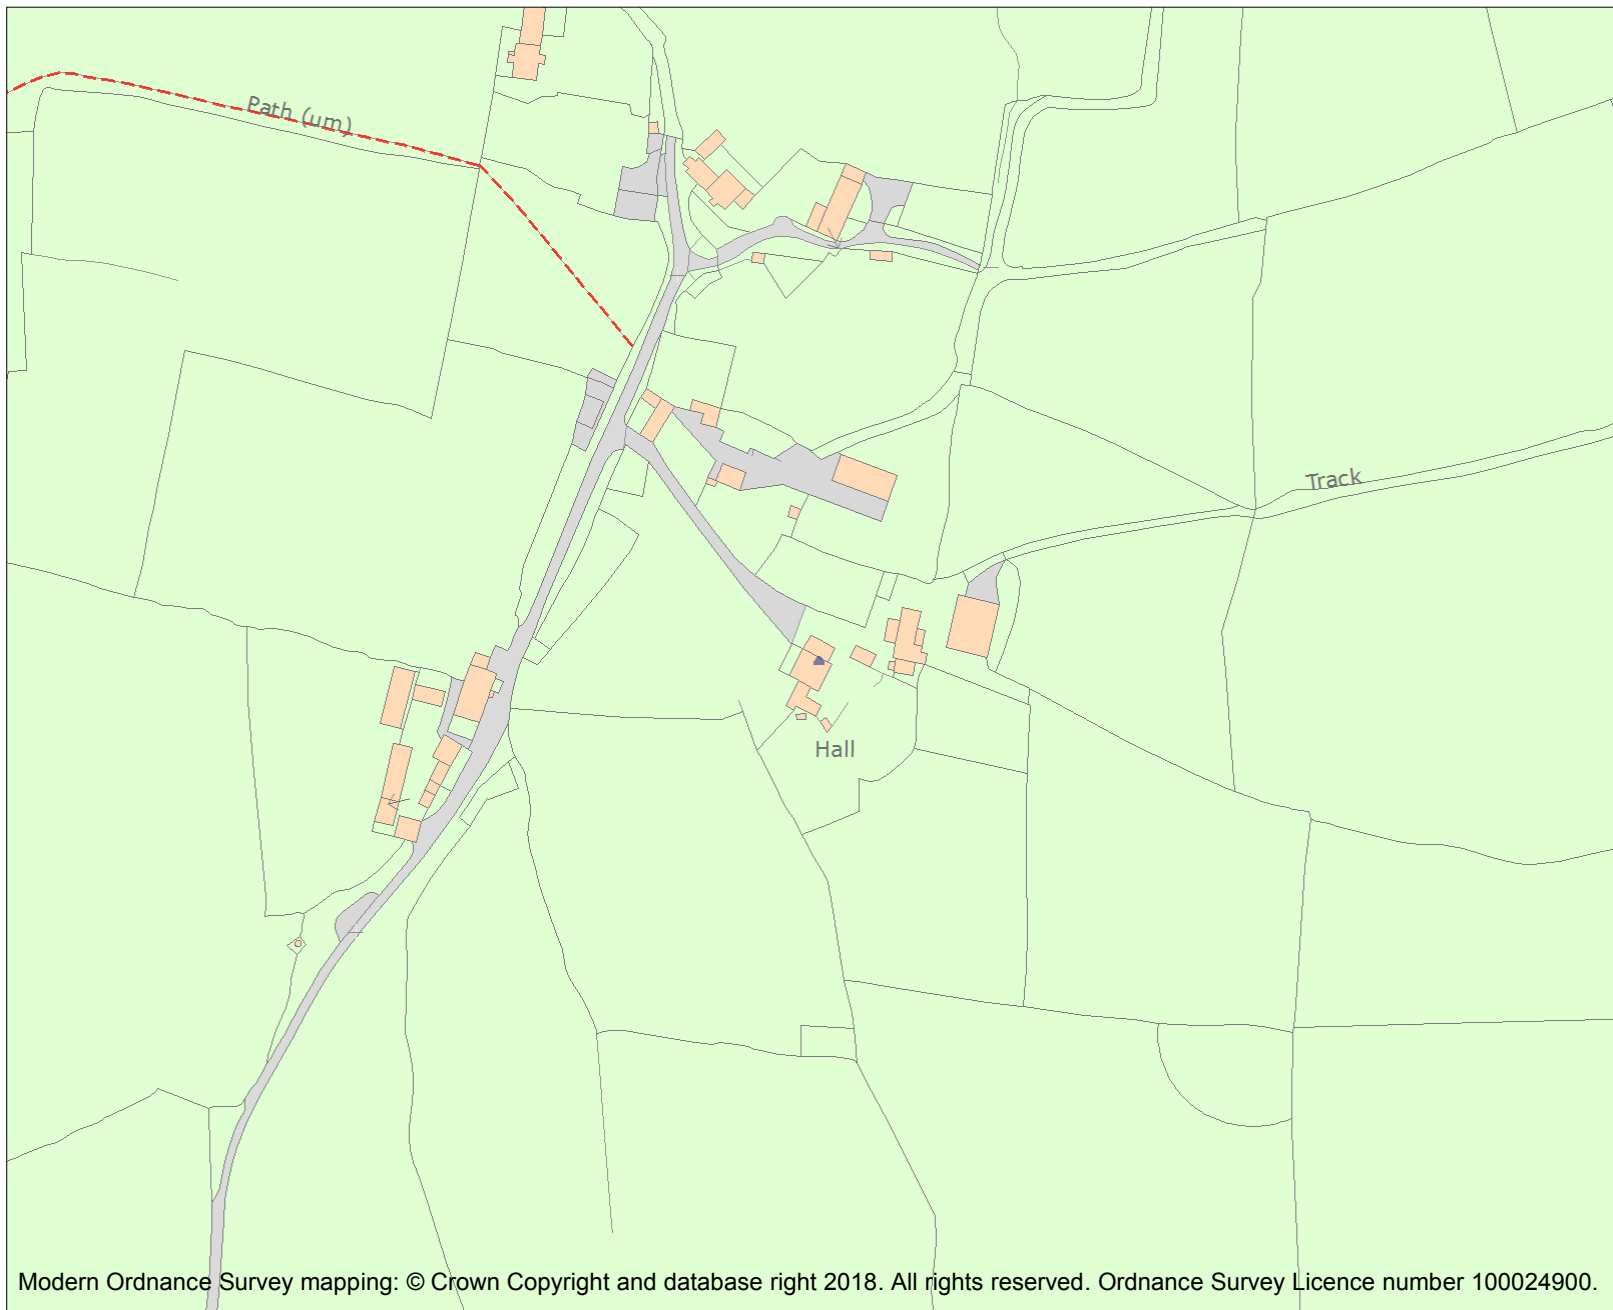 Path (um)
Track
Hall
Modern Ordnance Survey mapping: © Crown Copyright and database right 2018. All rights reserved. Ordnance Survey Licence number 100024900.